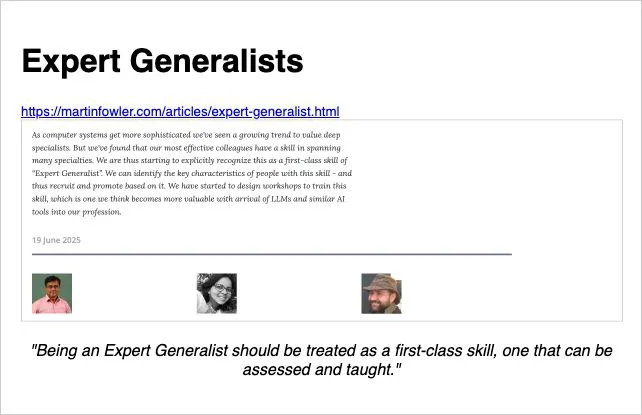 Expert Generalists
https://martinfowler.com/articles/expert-generalist.html
As computer systems get more sophisticated we've seen a growing trend to value deep
specialists. But we've found that our most effective colleagues have a skill in spanning
many specialties. We are thus starting to explicitly recognize this as a first-class skill of
"Expert Generalist". We can identify the key characteristics of people with this skill - and
thus recruit and promote based on it. We have started to design workshops to train this
skill, which is one we think becomes more valuable with arrival of LLMs and similar AI
tools into our profession.
19 June 2025
"Being an Expert Generalist should be treated as a first-class skill, one that can be
assessed and taught."